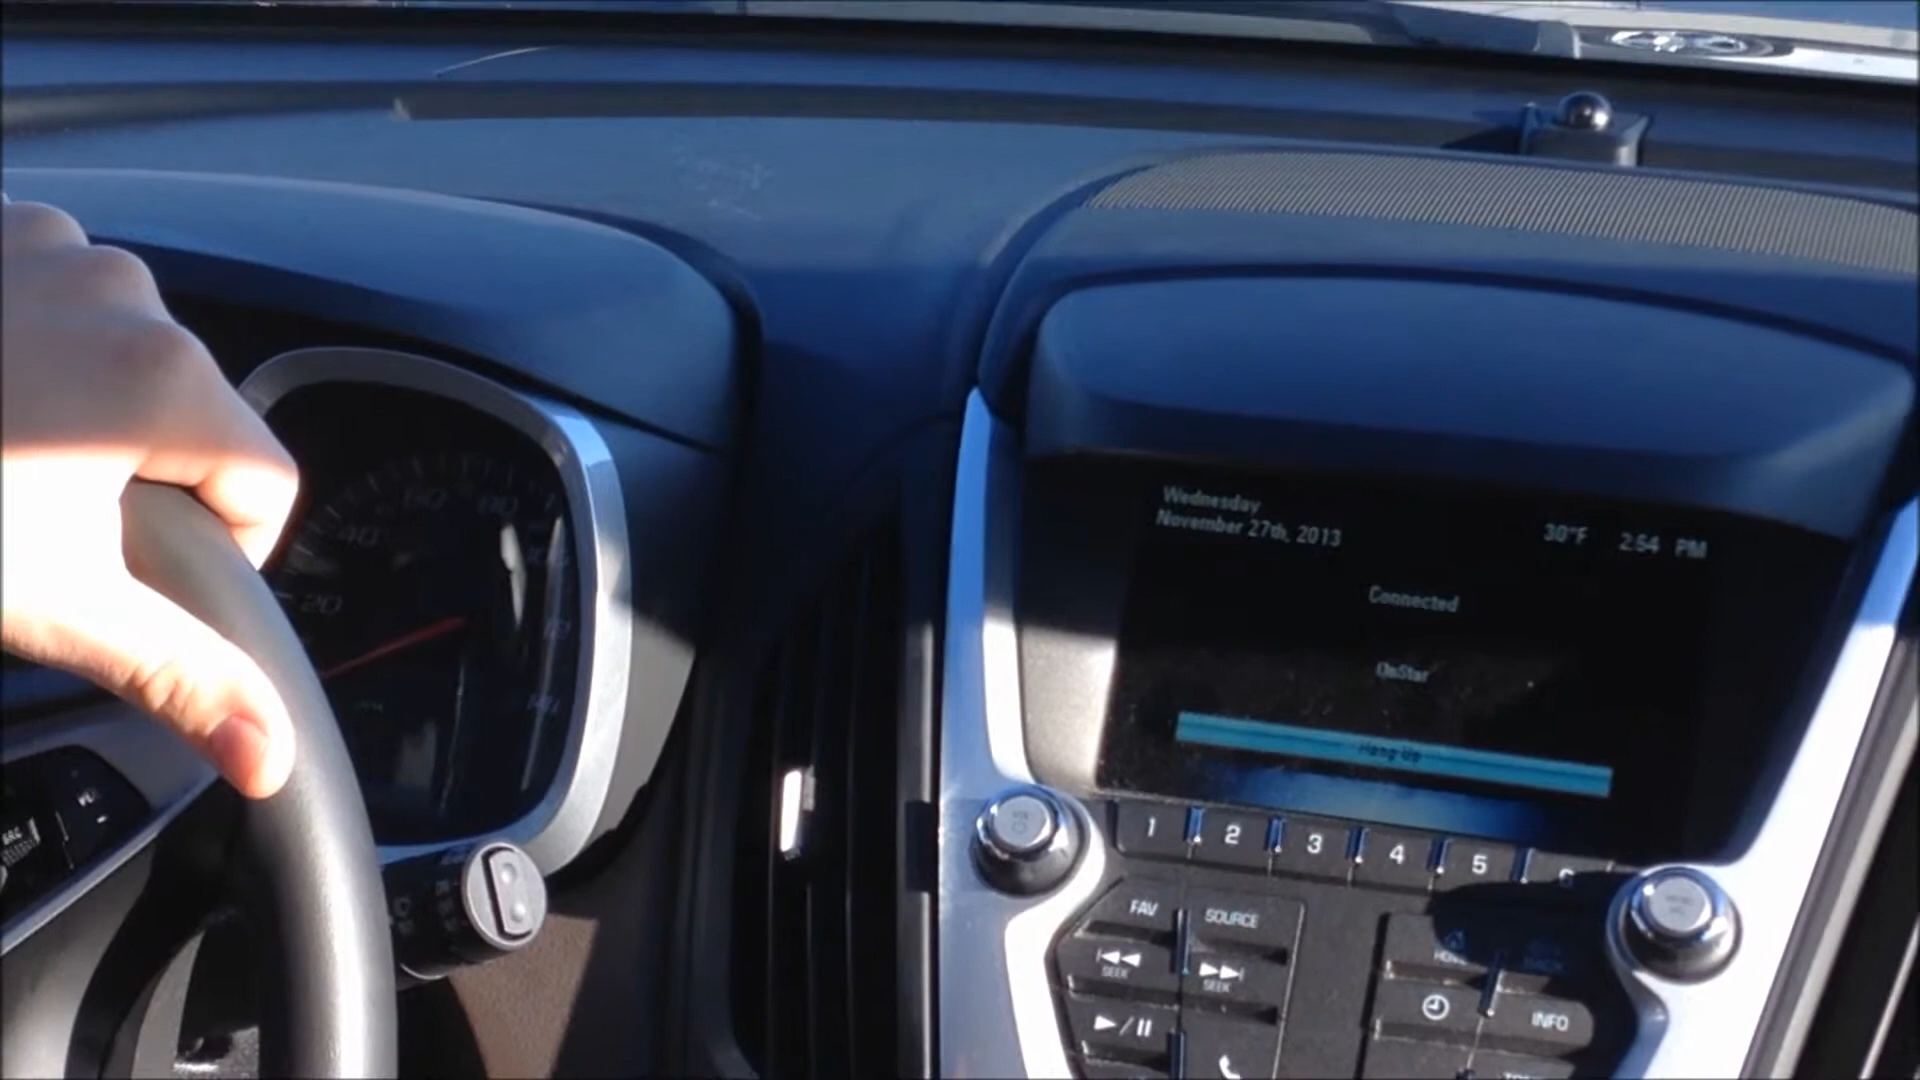 Wednesday
November 27th, 2013
30°F 2:54 PM
Connected
OnStar
Hang Up
20
40
60
80
1 2 3 4 5 6
FAV SOURCE
SEEK SEEK
INFO